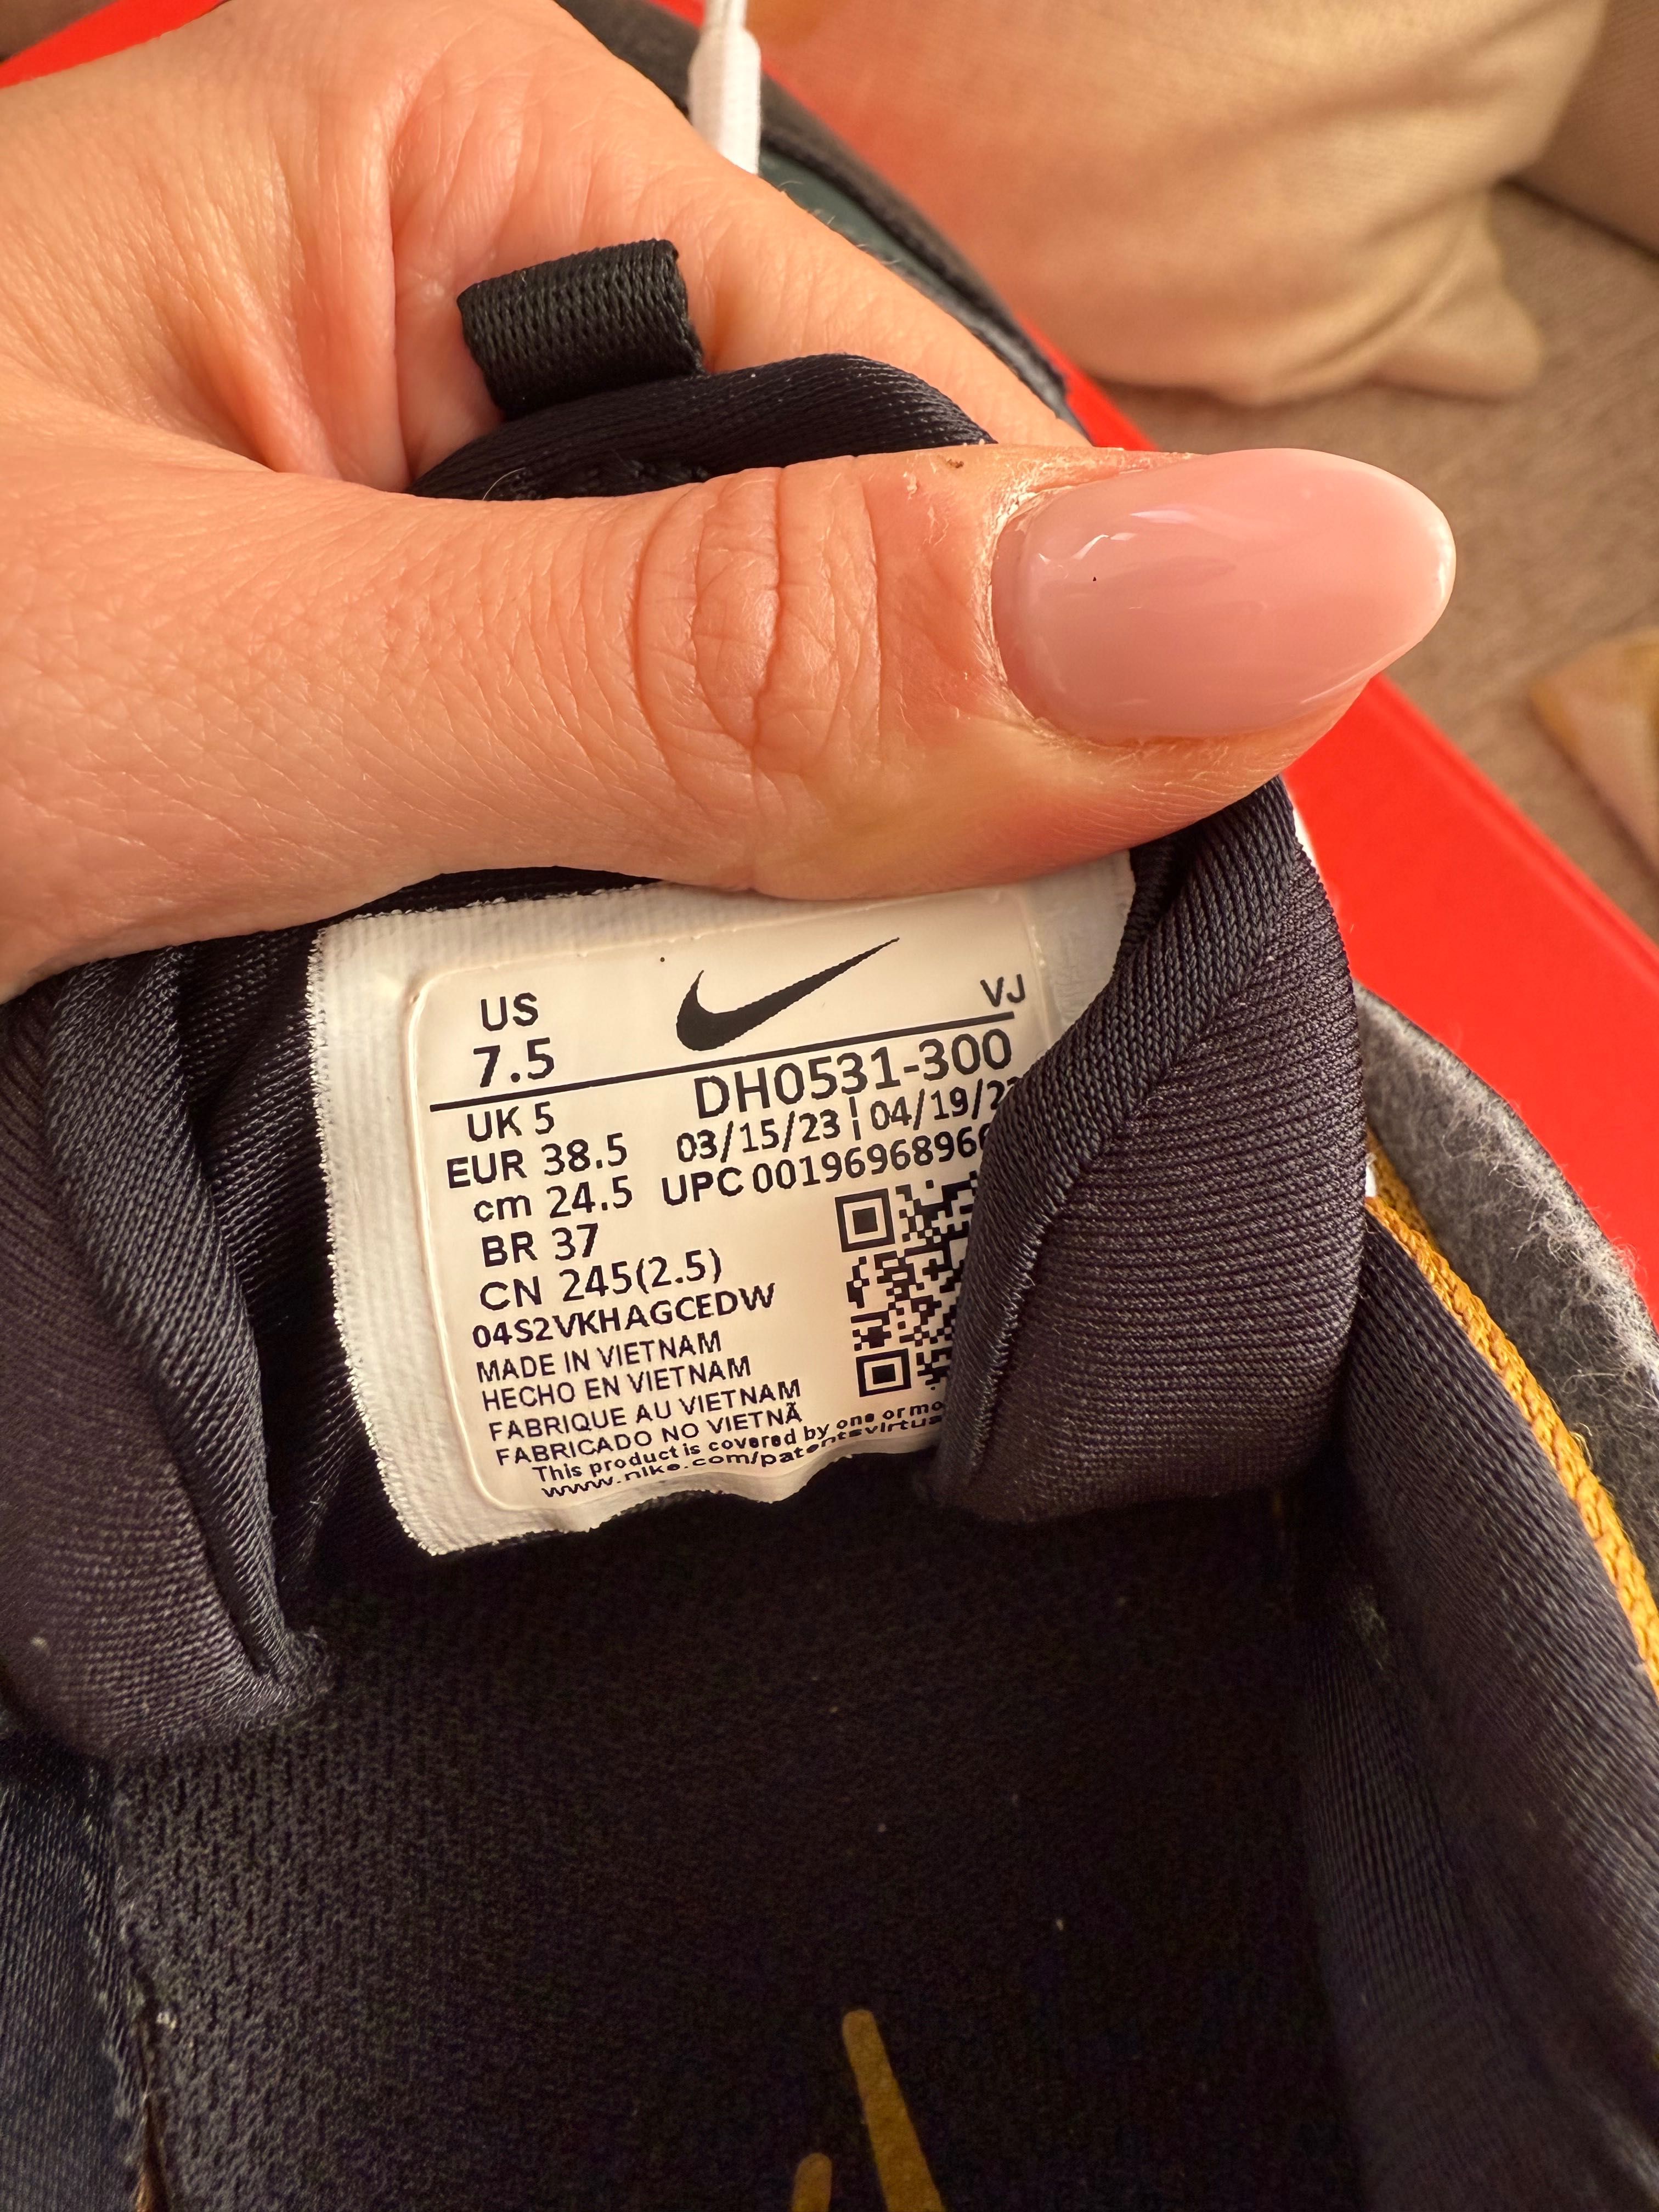 US
7.5
VJ
UK 5
DH0531-300
EUR 38.5
03/15/23 | 04/19/2
cm 24.5
UPC 0019696896
BR 37
CN 245(2.5)
04S2VKHAGCEDW
MADE IN VIETNAM
HECHO EN VIETNAM
FABRIQUE AU VIETNAM
FABRICADO NO VIETNÃ
This product is covered by one or mo
www.nike.com/patentsvirtua